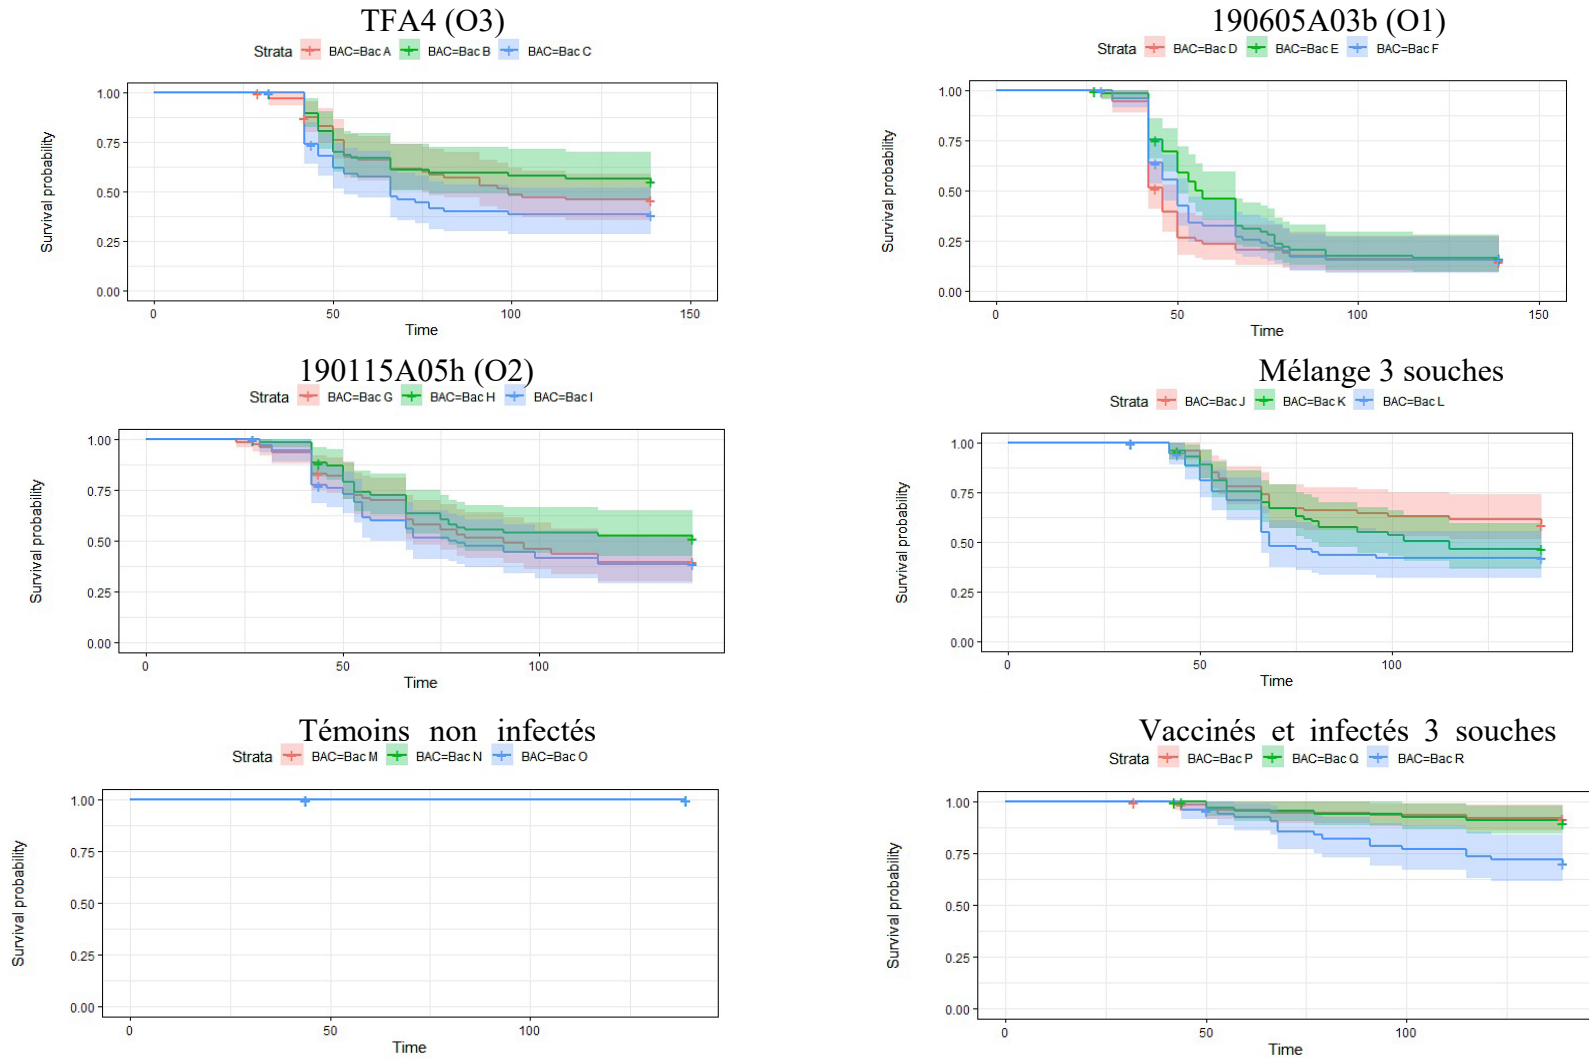 TFA4 (O3)
Strata BAC=Bac A BAC=Bac B BAC=Bac C
1.00
0.75
0.50
0.25
0.00
Survival probability
0 50 100 150
Time
190605A03b (O1)
Strata BAC=Bac D BAC=Bac E BAC=Bac F
1.00
0.75
0.50
0.25
0.00
Survival probability
0 50 100 150
Time
190115A05h (O2)
Strata BAC=Bac G BAC=Bac H BAC=Bac I
1.00
0.75
0.50
0.25
0.00
Survival probability
0 50 100
Time
Mélange 3 souches
Strata BAC=Bac J BAC=Bac K BAC=Bac L
1.00
0.75
0.50
0.25
0.00
Survival probability
0 50 100
Time
Témoins non infectés
Strata BAC=Bac M BAC=Bac N BAC=Bac O
1.00
0.75
0.50
0.25
0.00
Survival probability
0 50 100
Time
Vaccinés et infectés 3 souches
Strata BAC=Bac P BAC=Bac Q BAC=Bac R
1.00
0.75
0.50
0.25
0.00
Survival probability
0 50 100
Time